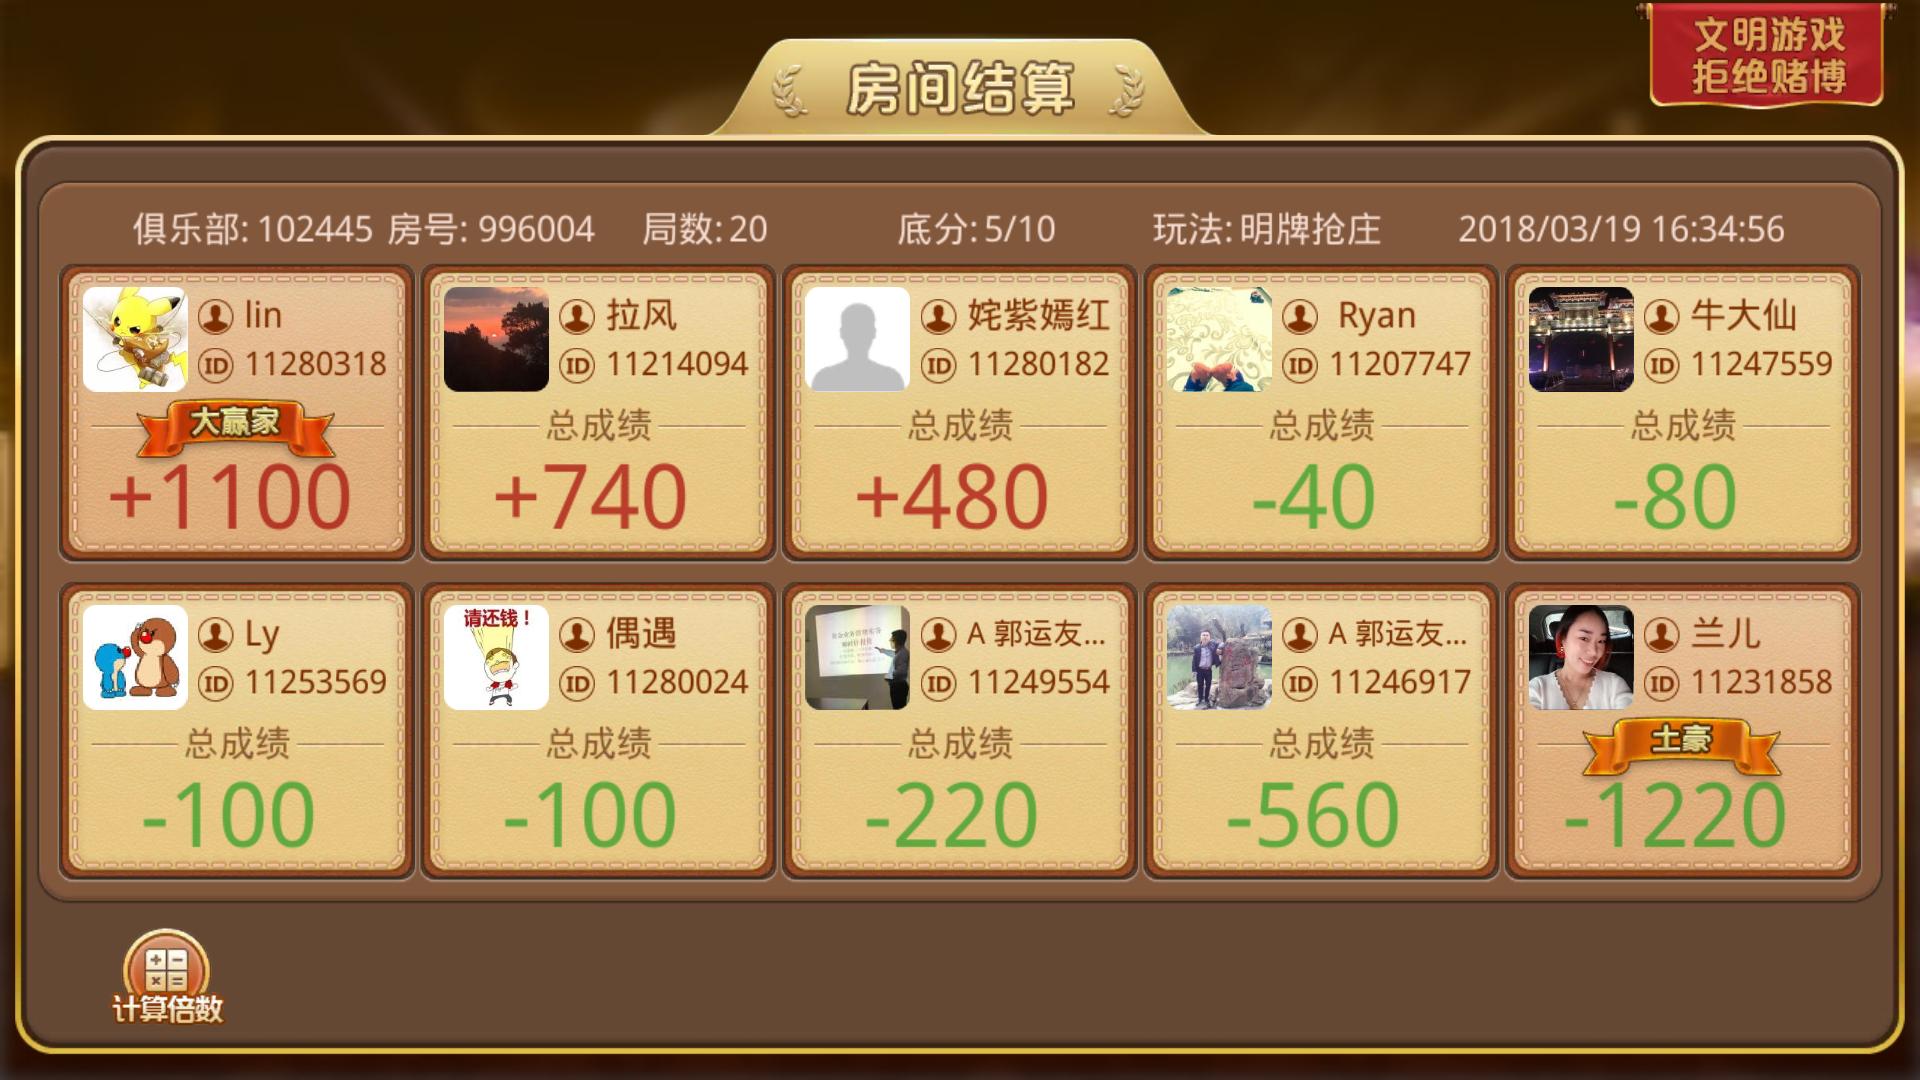 文明游戏
拒绝赌博
房间结算
俱乐部: 102445 房号: 996004 局数: 20 底分: 5/10 玩法: 明牌抢庄 2018/03/19 16:34:56
lin
ID 11280318
大赢家
+1100
拉风
ID 11214094
总成绩
+740
姹紫嫣红
ID 11280182
总成绩
+480
Ryan
ID 11207747
总成绩
-40
牛大仙
ID 11247559
总成绩
-80
Ly
ID 11253569
总成绩
-100
请还钱！
偶遇
ID 11280024
总成绩
-100
A 郭运友...
ID 11249554
总成绩
-220
A 郭运友...
ID 11246917
总成绩
-560
兰儿
ID 11231858
土豪
-1220
计算倍数